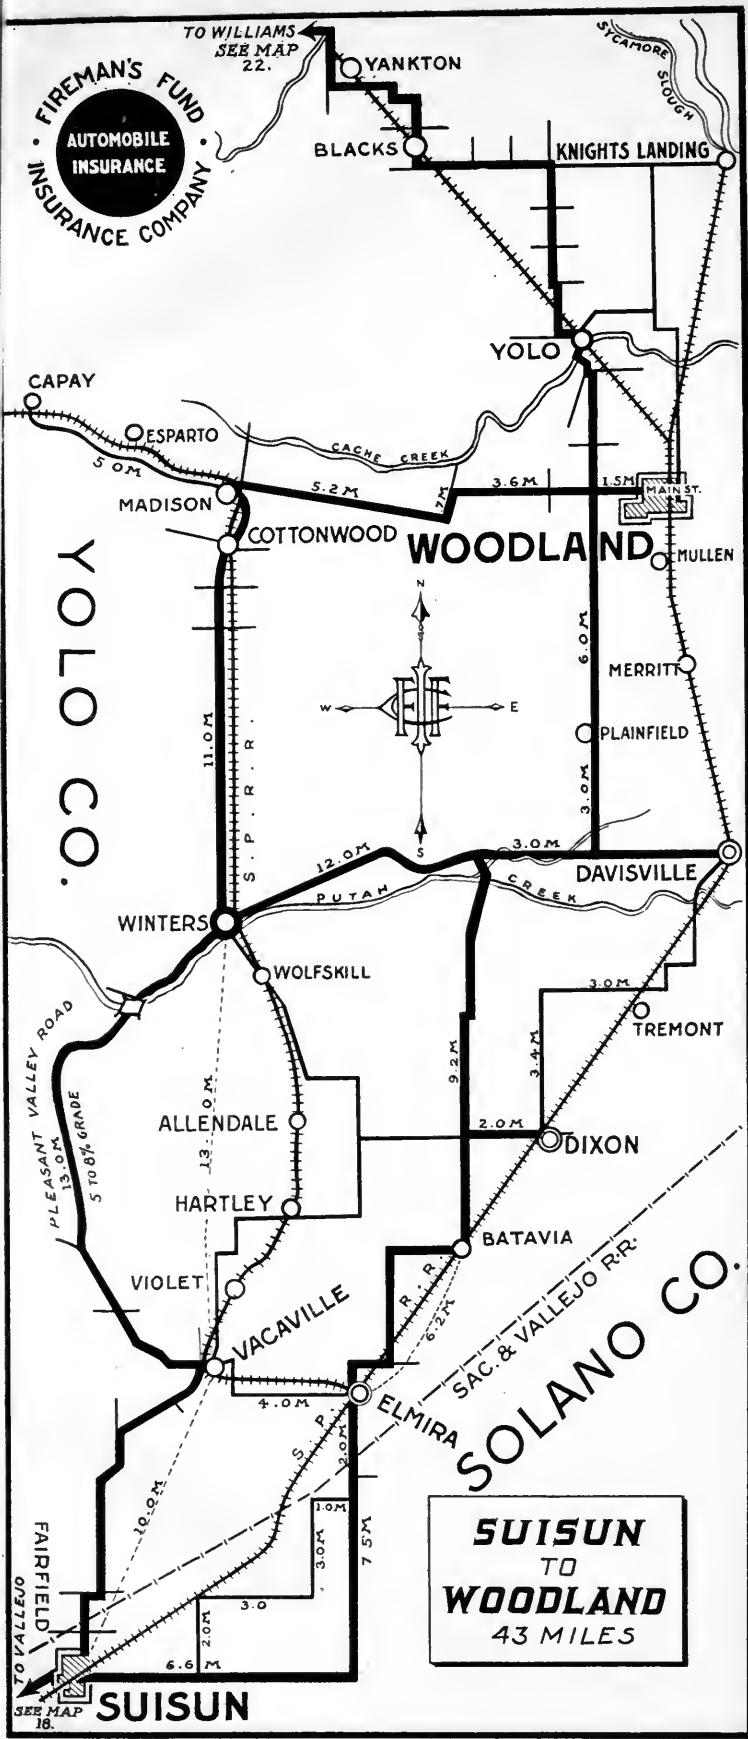 TO WILLIAMS
SEE MAP
22.
YANKTON
SYCAMORE
SLOUGH
FIREMAN'S FUND
INSURANCE COMPANY
AUTOMOBILE
INSURANCE
BLACKS
KNIGHTS LANDING
YOLO
CAPAY
ESPARTO
CACHE CREEK
5.0M
5.2M
.7M
3.6M
1.5M
MAIN ST.
MADISON
COTTONWOOD
WOODLAND
MULLEN
YOLO CO.
N
W
E
S
6.0M
MERRITT
PLAINFIELD
11.0M
S.P.R.R.
3.0M
12.0M
3.0M
DAVISVILLE
PUTAH CREEK
WINTERS
WOLFSKILL
PLEASANT VALLEY ROAD
13.0M
5 TO 8% GRADE
3.0M
TREMONT
9.2M
3.4M
13.0M
ALLENDALE
2.0M
DIXON
HARTLEY
BATAVIA
VIOLET
VACAVILLE
S.P.R.R.
6.2M
SAC. & VALLEJO R.R.
SOLANO CO.
4.0M
ELMIRA
2.0M
10.0M
1.0M
3.0M
7.5M
FAIRFIELD
3.0
2.0M
6.6 M
TO VALLEJO
SEE MAP
18.
SUISUN
SUISUN
TO
WOODLAND
43 MILES